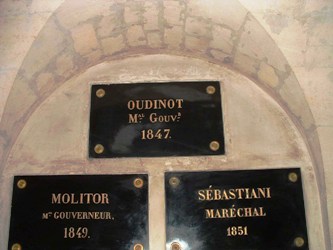 OUDINOT
Mᵃˡ Gouvʳ
1847.
MOLITOR
Mᵃˡ GOUVERNEUR,
1849.
SÉBASTIANI
MARÉCHAL
1851